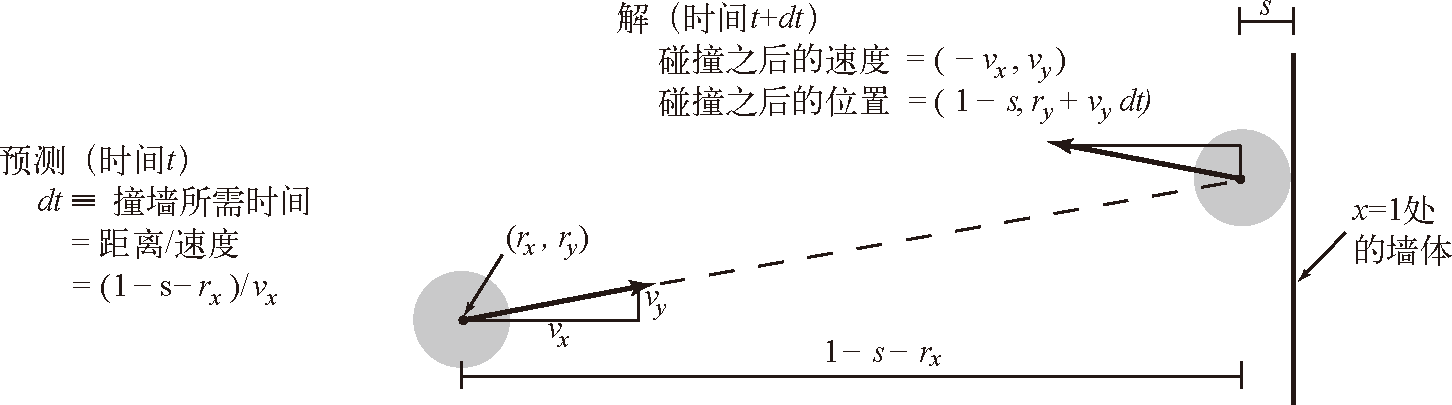 解（时间t+dt）
碰撞之后的速度 = ( − vx , vy )
碰撞之后的位置 = ( 1 − s, ry + vy dt)
s
预测（时间t）
dt ≡ 撞墙所需时间
= 距离/速度
= (1 − s− rx )/vx
(rx , ry)
vy
vx
1 − s − rx
x=1处
的墙体